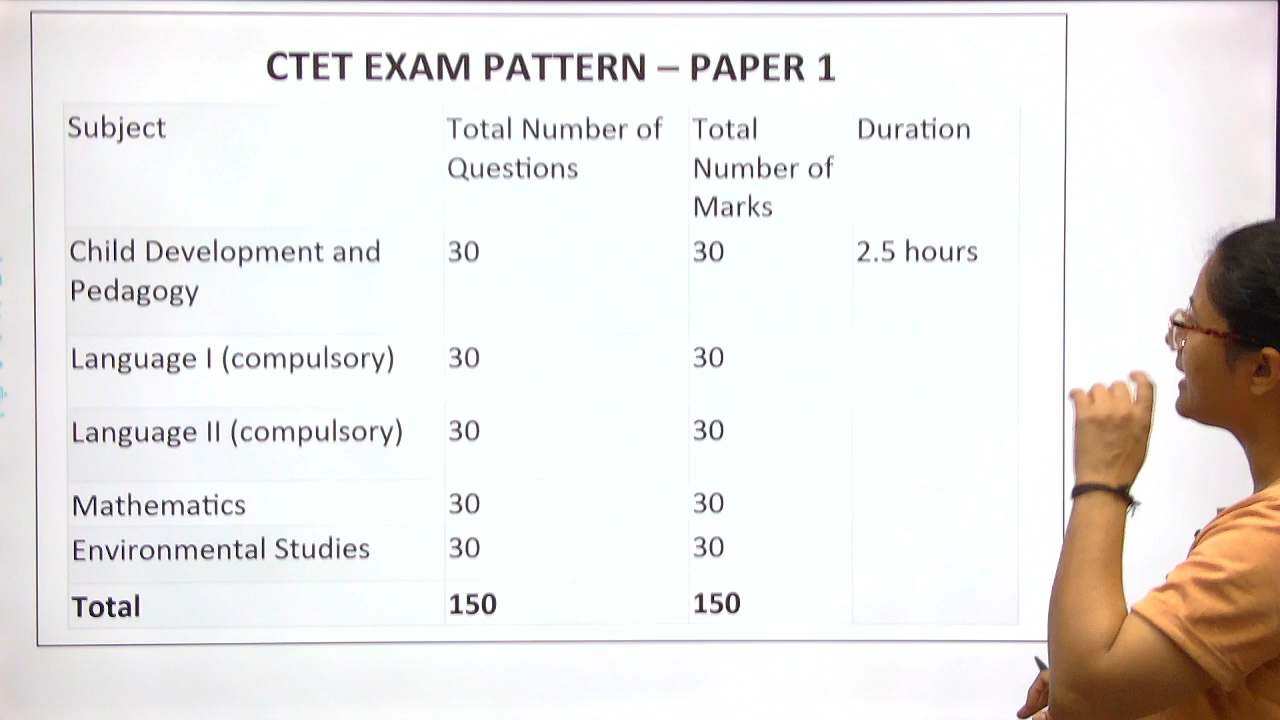 CTET EXAM PATTERN – PAPER 1
Subject Total Number of Questions Total Number of Marks Duration
Child Development and Pedagogy 30 30 2.5 hours
Language I (compulsory) 30 30
Language II (compulsory) 30 30
Mathematics 30 30
Environmental Studies 30 30
Total 150 150